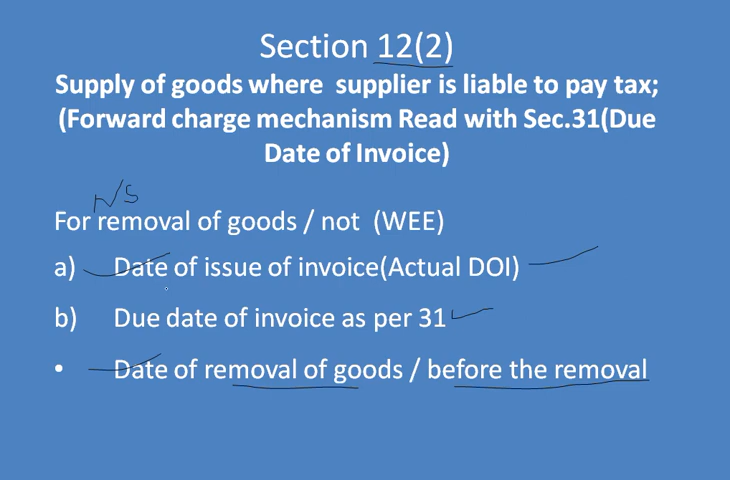 Section 12(2)
Supply of goods where supplier is liable to pay tax;
(Forward charge mechanism Read with Sec.31(Due
Date of Invoice)
N/S
For removal of goods / not (WEE)
a) Date of issue of invoice(Actual DOI)
b) Due date of invoice as per 31
• Date of removal of goods / before the removal